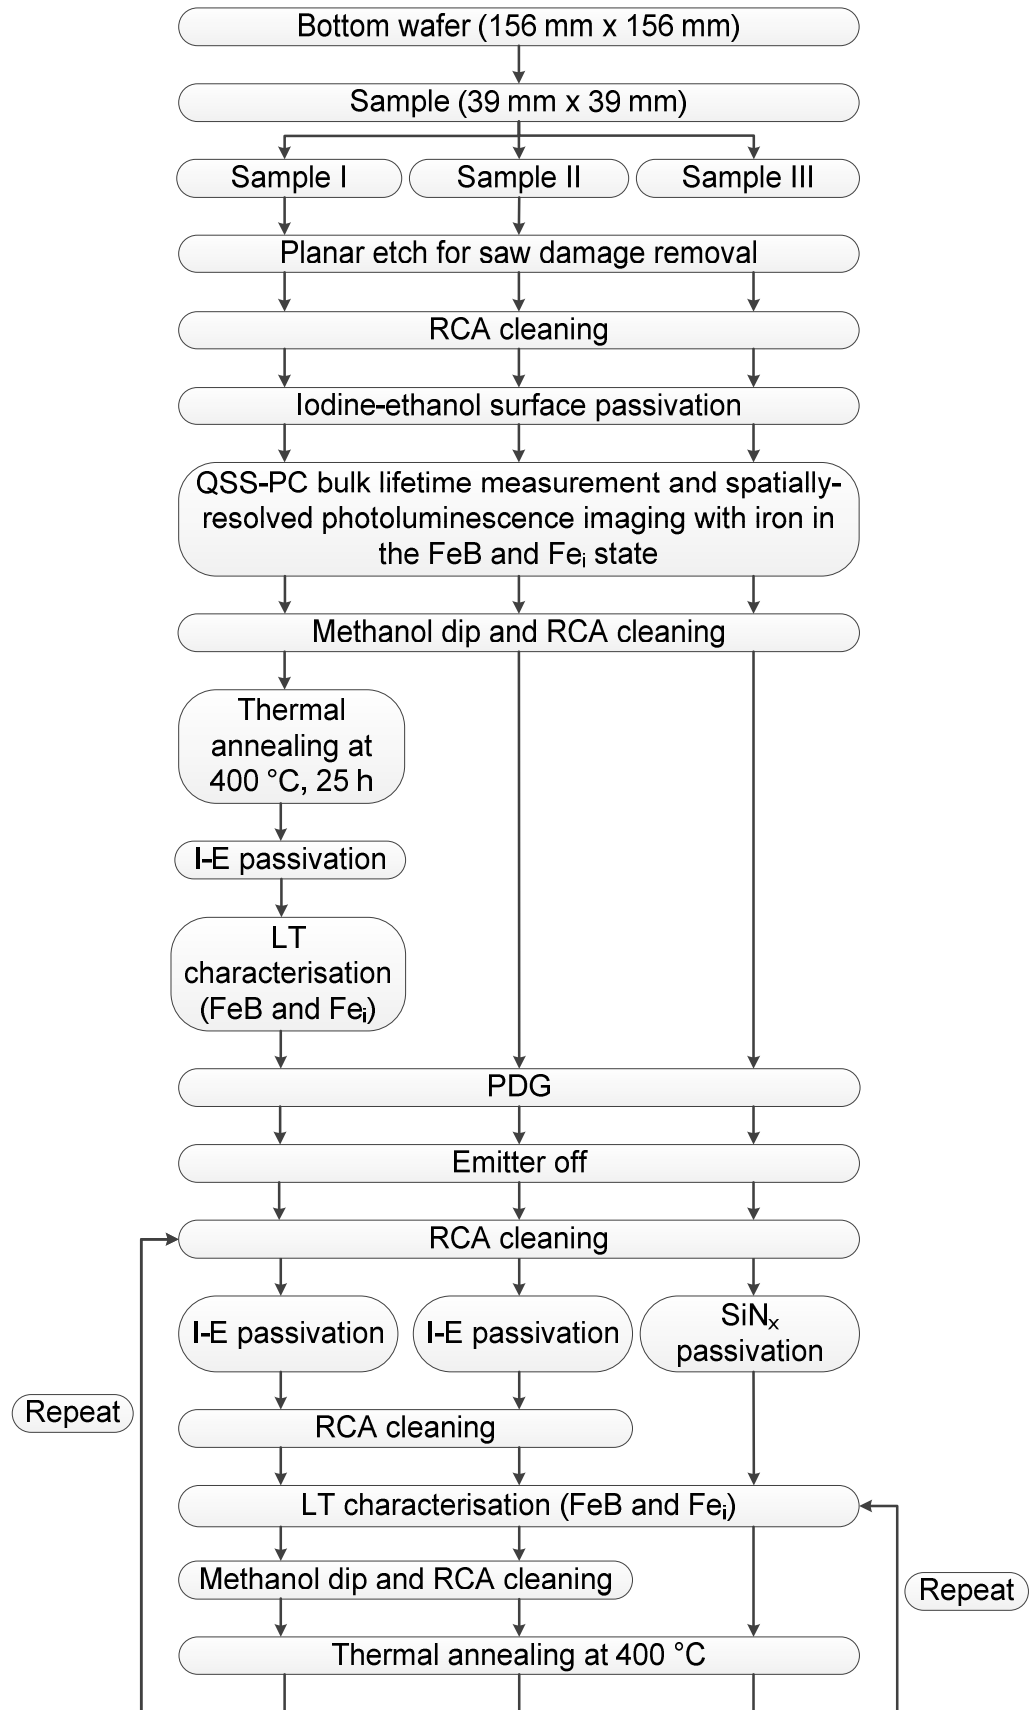 Bottom wafer (156 mm x 156 mm)
Sample (39 mm x 39 mm)
Sample I
Sample II
Sample III
Planar etch for saw damage removal
RCA cleaning
Iodine-ethanol surface passivation
QSS-PC bulk lifetime measurement and spatially-
resolved photoluminescence imaging with iron in
the FeB and Feᵢ state
Methanol dip and RCA cleaning
Thermal
annealing at
400 °C, 25 h
I-E passivation
LT
characterisation
(FeB and Feᵢ)
PDG
Emitter off
RCA cleaning
I-E passivation
I-E passivation
SiNₓ
passivation
Repeat
RCA cleaning
LT characterisation (FeB and Feᵢ)
Methanol dip and RCA cleaning
Repeat
Thermal annealing at 400 °C